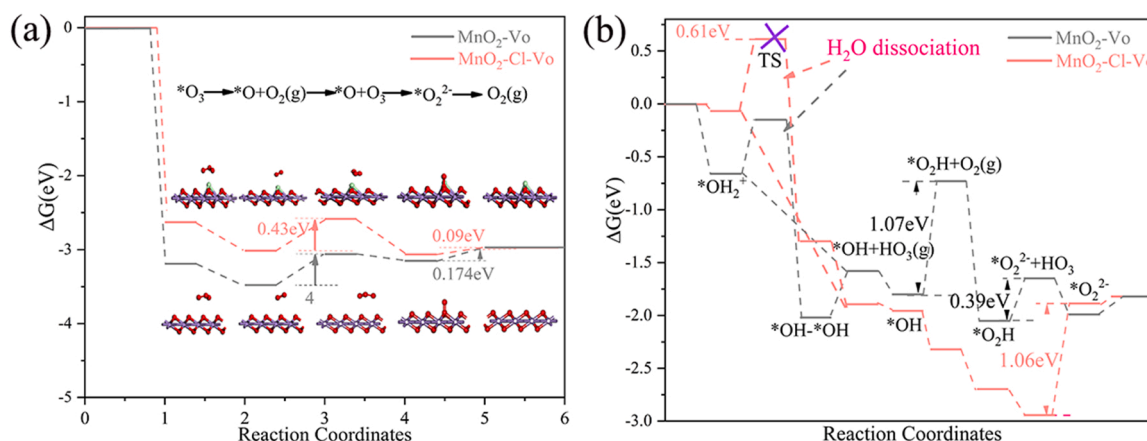 (a)
MnO₂-Vo
MnO₂-Cl-Vo
*O₃→*O+O₂(g)→*O+O₃→*O₂²⁻→O₂(g)
0.43eV
0.09eV
0.174eV
4
0
-1
-2
-3
-4
-5
ΔG(eV)
0 1 2 3 4 5 6
Reaction Coordinates
(b)
MnO₂-Vo
MnO₂-Cl-Vo
0.61eV
TS
H₂O dissociation
*OH₂⁺
*O₂H+O₂(g)
1.07eV
*OH+HO₃(g)
*O₂²⁻+HO₃
*O₂²⁻
0.39eV
*OH-*OH
*OH
*O₂H
1.06eV
0.5
0.0
-0.5
-1.0
-1.5
-2.0
-2.5
-3.0
ΔG(eV)
Reaction Coordinates